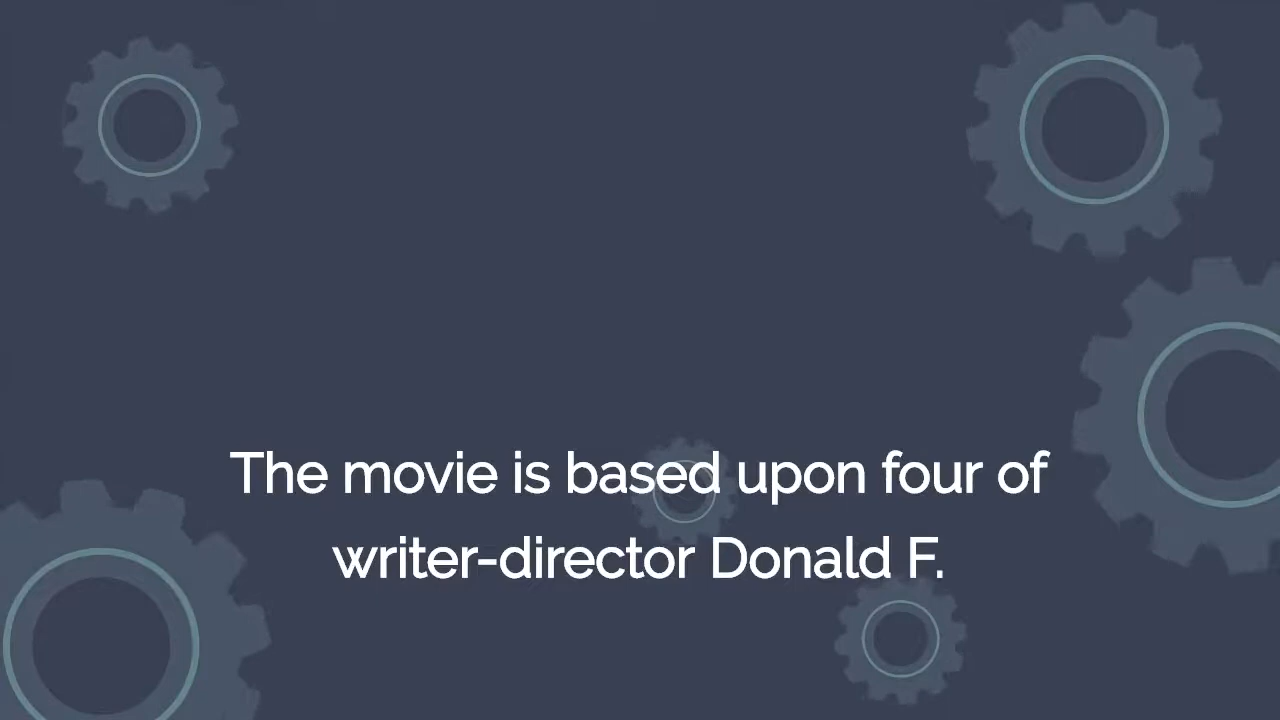 The movie is based upon four of
writer-director Donald F.